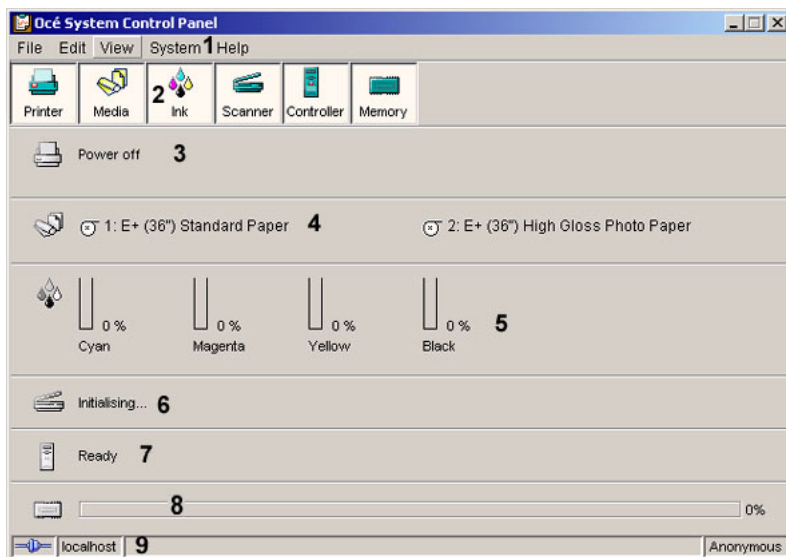 Océ System Control Panel
File Edit View System 1 Help
Printer Media 2 Ink Scanner Controller Memory
Power off 3
1: E+ (36") Standard Paper 4 2: E+ (36") High Gloss Photo Paper
0 % 0 % 0 % 0 % 5
Cyan Magenta Yellow Black
Initialising... 6
Ready 7
8 0%
localhost 9 Anonymous